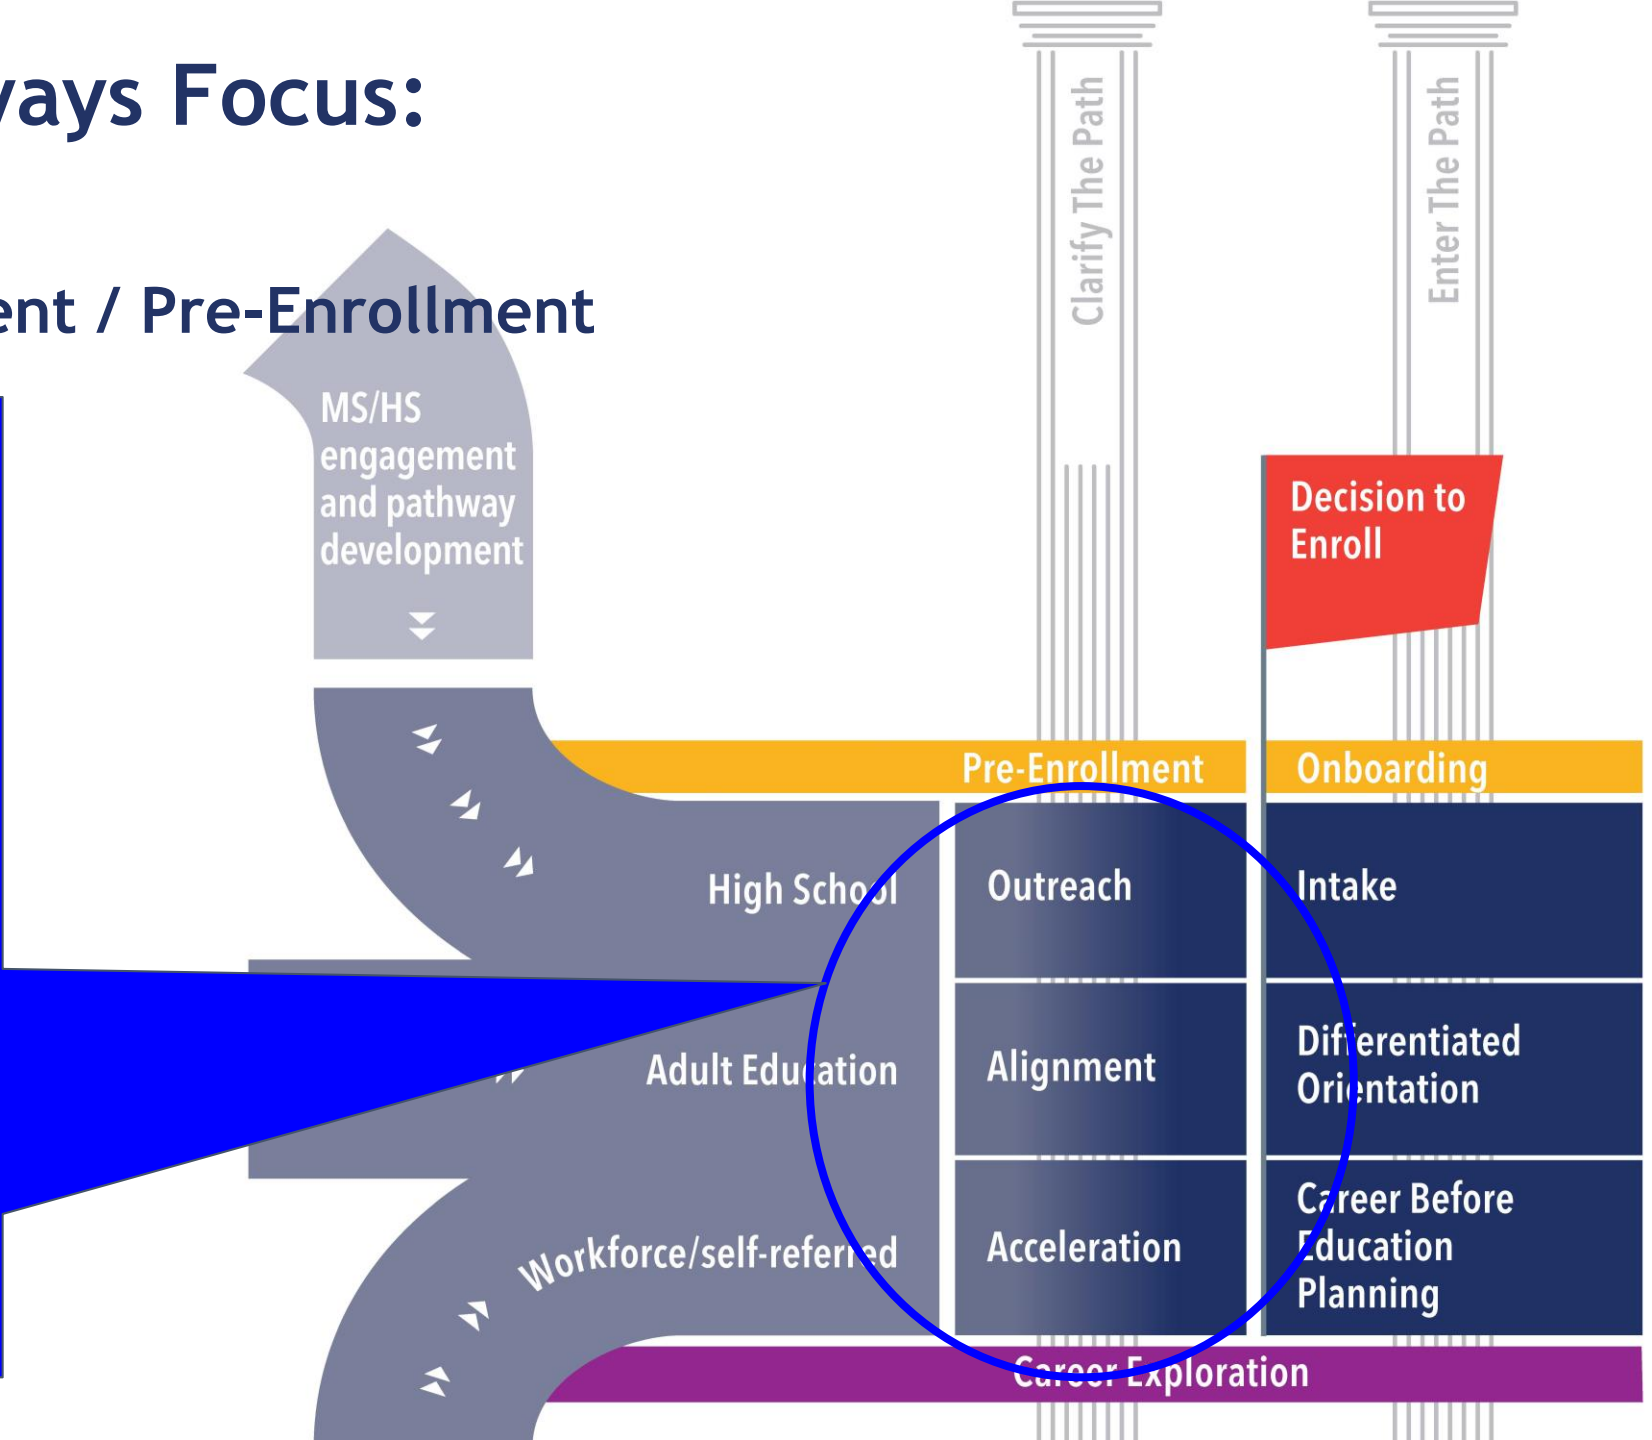 Focus:
/ Pre-Enrollment
Clarify The Path
Enter The Path
MS/HS
engagement
and pathway
development
Decision to
Enroll
Pre-Enrollment
Onboarding
High School
Outreach
Intake
Adult Education
Alignment
Differentiated
Orientation
Workforce/self-referred
Acceleration
Career Before
Education
Planning
Career Exploration